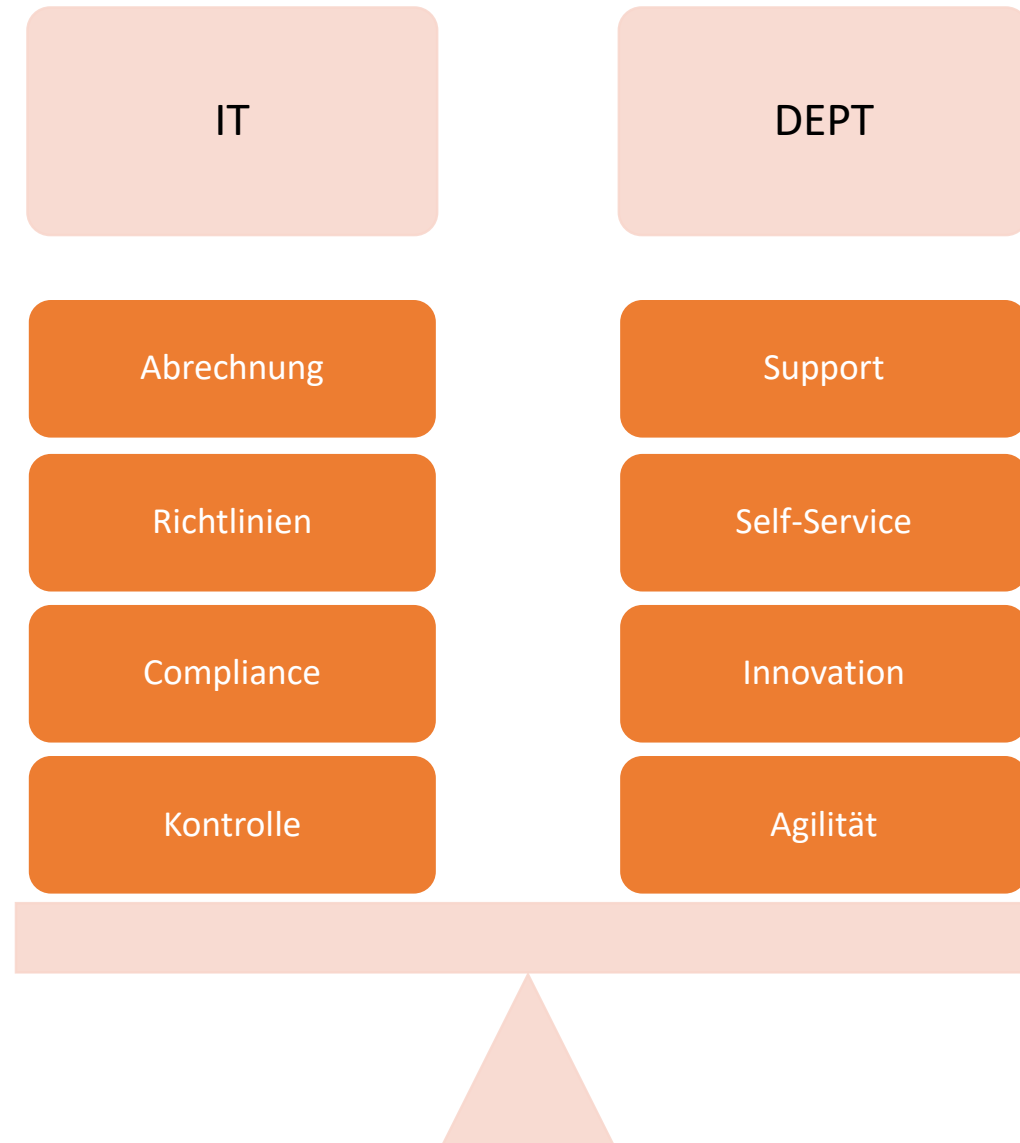 IT
DEPT
Abrechnung
Support
Richtlinien
Self-Service
Compliance
Innovation
Kontrolle
Agilität